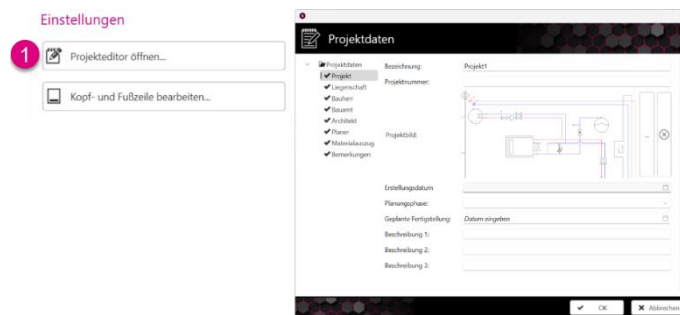 Einstellungen
1
Projekteditor öffnen...
Kopf- und Fußzeile bearbeiten...
Projektdaten
Projektdaten
Projekt
Liegenschaft
Bauherr
Bauamt
Architekt
Planer
Materialauszug
Bemerkungen
Bezeichnung: Projekt1
Projektnummer:
Projektbild:
Erstellungsdatum
Planungsphase:
Geplante Fertigstellung: Datum eingeben
Beschreibung 1:
Beschreibung 2:
Beschreibung 3:
OK Abbrechen